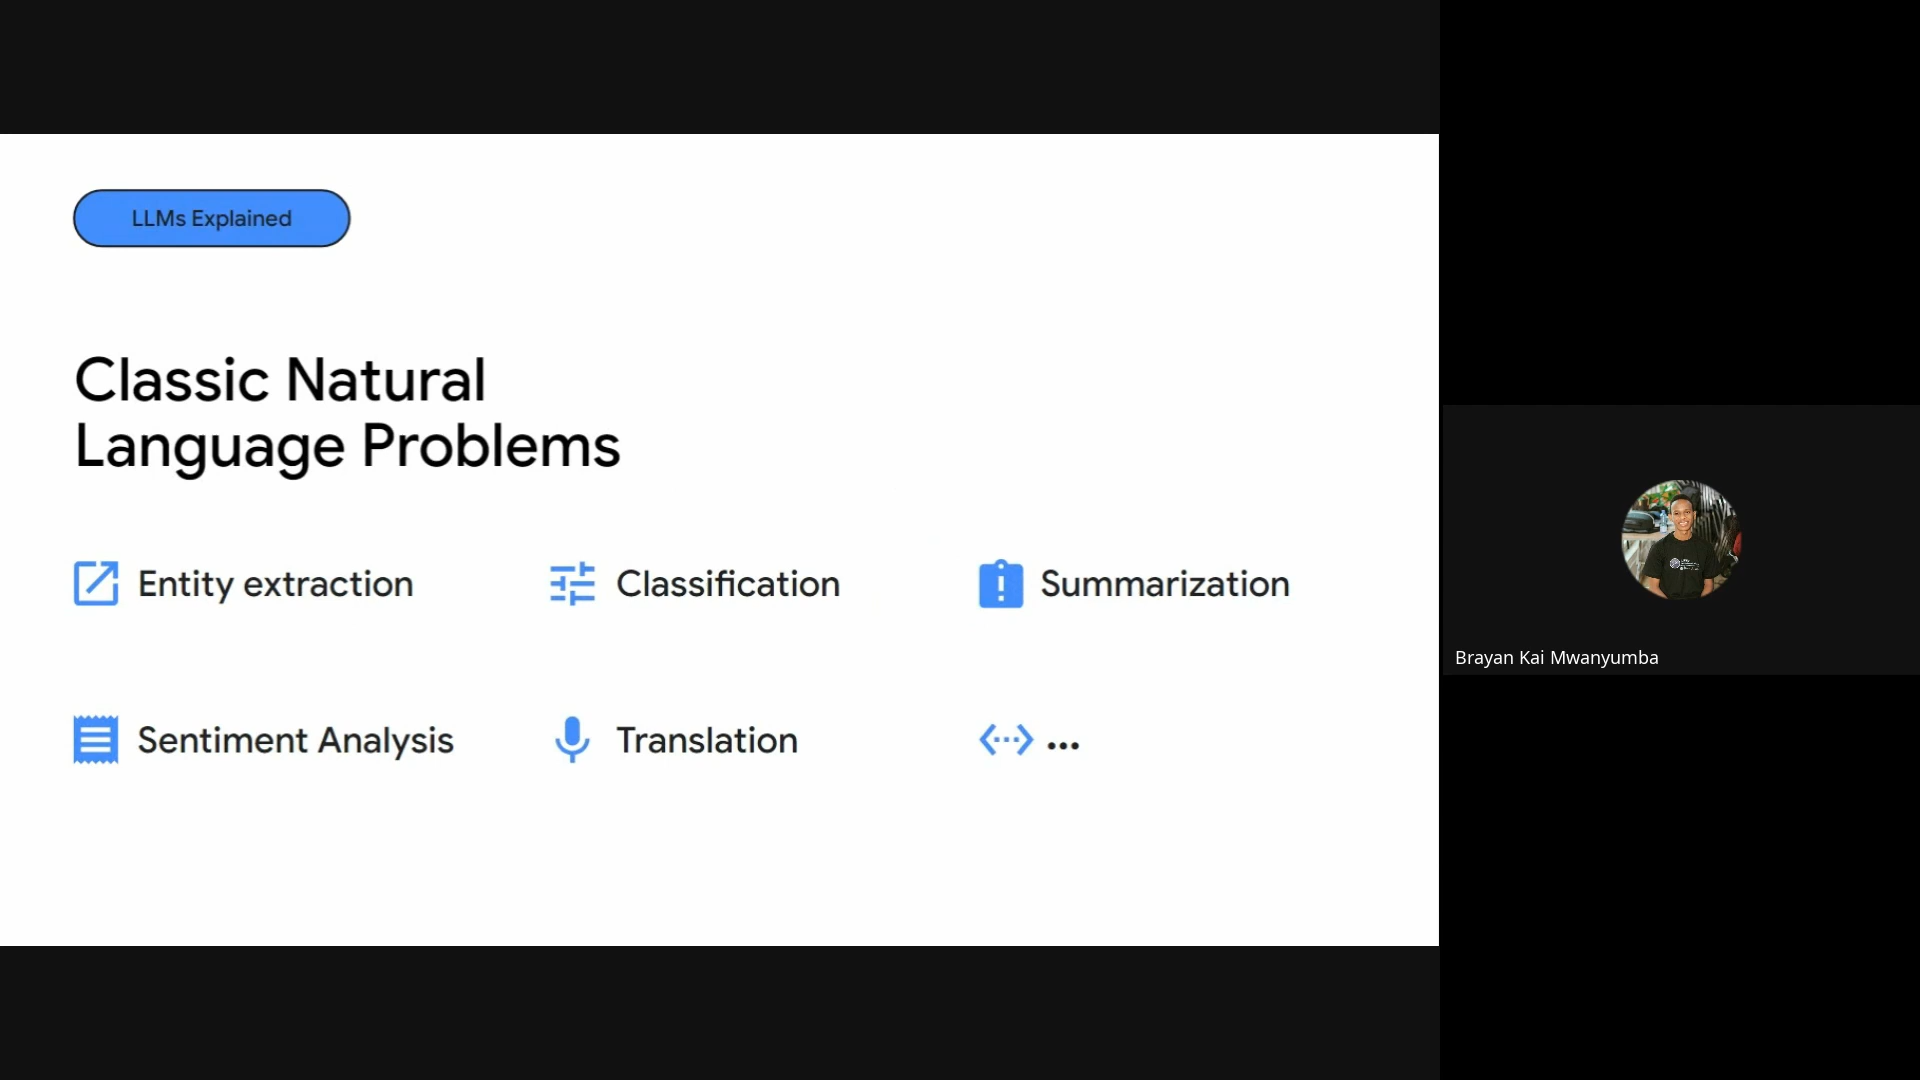 LLMs Explained
Classic Natural
Language Problems
Entity extraction
Classification
Summarization
Sentiment Analysis
Translation
...
Brayan Kai Mwanyumba